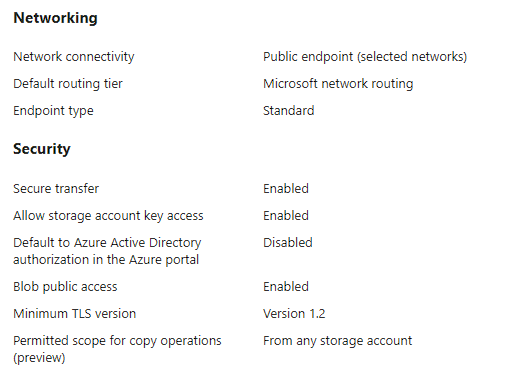 Networking
Network connectivity Public endpoint (selected networks)
Default routing tier Microsoft network routing
Endpoint type Standard
Security
Secure transfer Enabled
Allow storage account key access Enabled
Default to Azure Active Directory Disabled
authorization in the Azure portal
Blob public access Enabled
Minimum TLS version Version 1.2
Permitted scope for copy operations From any storage account
(preview)